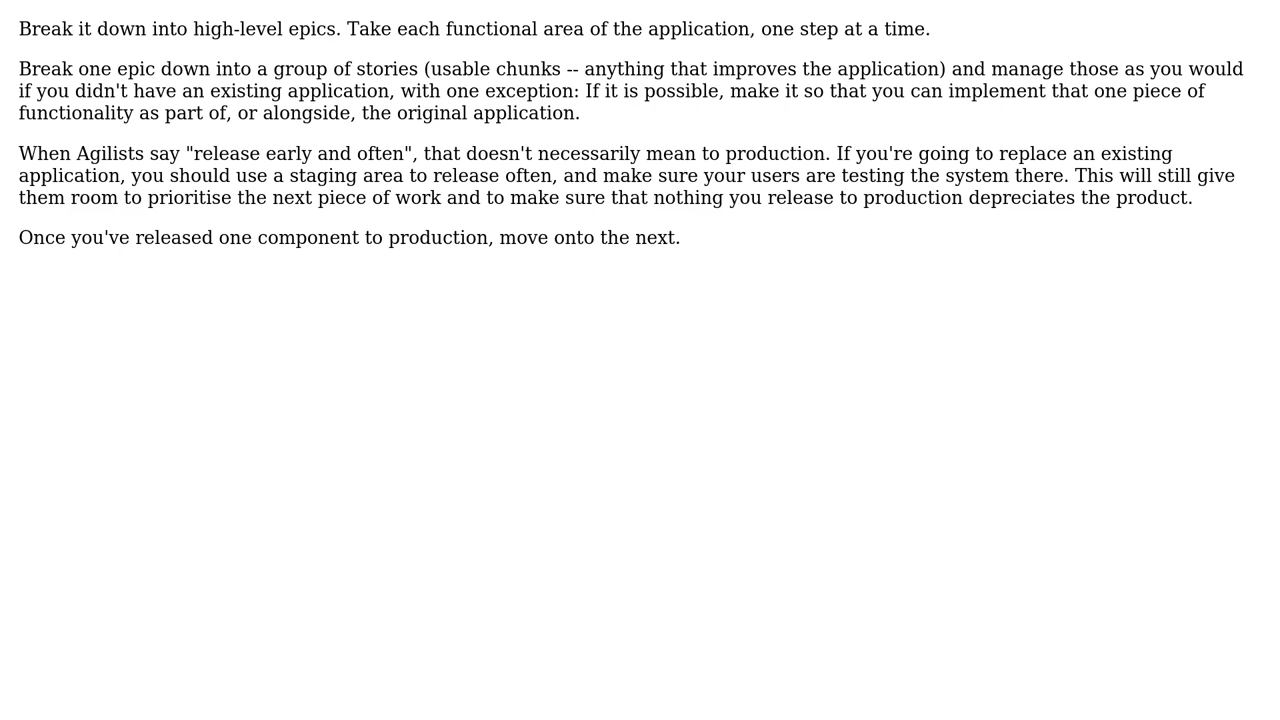 Break it down into high-level epics. Take each functional area of the application, one step at a time.
Break one epic down into a group of stories (usable chunks -- anything that improves the application) and manage those as you would
if you didn't have an existing application, with one exception: If it is possible, make it so that you can implement that one piece of
functionality as part of, or alongside, the original application.
When Agilists say "release early and often", that doesn't necessarily mean to production. If you're going to replace an existing
application, you should use a staging area to release often, and make sure your users are testing the system there. This will still give
them room to prioritise the next piece of work and to make sure that nothing you release to production depreciates the product.
Once you've released one component to production, move onto the next.